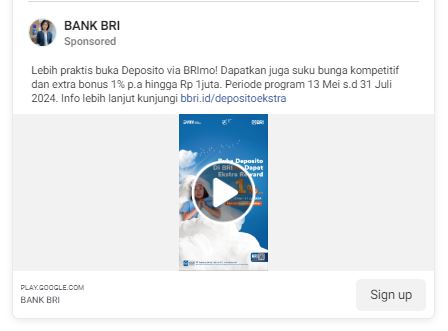 BANK BRI
Sponsored
Lebih praktis buka Deposito via BRImo! Dapatkan juga suku bunga kompetitif
dan extra bonus 1% p.a hingga Rp 1juta. Periode program 13 Mei s.d 31 Juli
2024. Info lebih lanjut kunjungi bbri.id/depositoekstra
BRI
Buka Deposito
Di BRI Dapat
Ekstra Reward
1%
PLAY.GOOGLE.COM
BANK BRI
Sign up